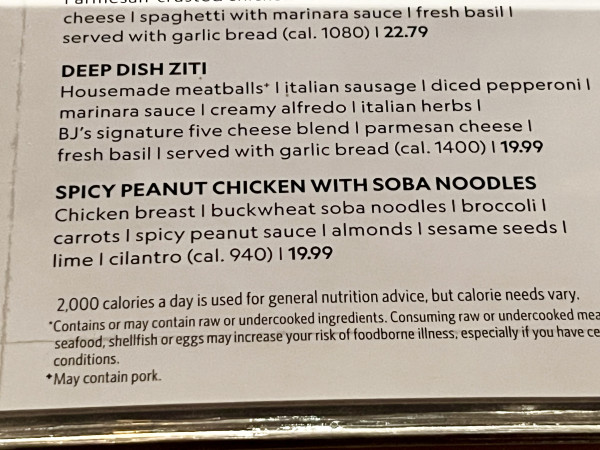 cheese | spaghetti with marinara sauce | fresh basil |
served with garlic bread (cal. 1080) | 22.79
DEEP DISH ZITI
Housemade meatballs⁺ | italian sausage | diced pepperoni |
marinara sauce | creamy alfredo | italian herbs |
BJ's signature five cheese blend | parmesan cheese |
fresh basil | served with garlic bread (cal. 1400) | 19.99
SPICY PEANUT CHICKEN WITH SOBA NOODLES
Chicken breast | buckwheat soba noodles | broccoli |
carrots | spicy peanut sauce | almonds | sesame seeds |
lime | cilantro (cal. 940) | 19.99
2,000 calories a day is used for general nutrition advice, but calorie needs vary.
*Contains or may contain raw or undercooked ingredients. Consuming raw or undercooked mea
seafood, shellfish or eggs may increase your risk of foodborne illness, especially if you have ce
conditions.
⁺May contain pork.